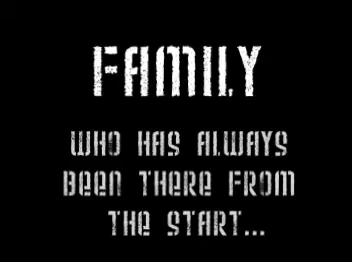 FAMILY
WHO HAS ALWAYS
BEEN THERE FROM
THE START...